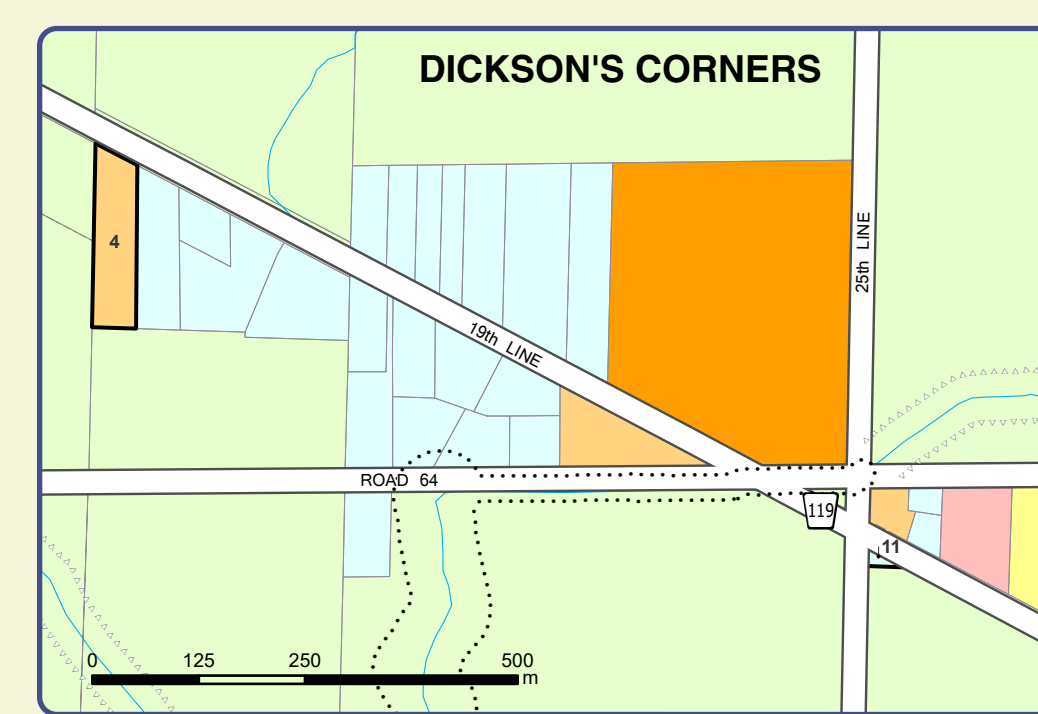 DICKSON'S CORNERS
4
25th LINE
19th LINE
ROAD 64
119
11
0 125 250 500
m